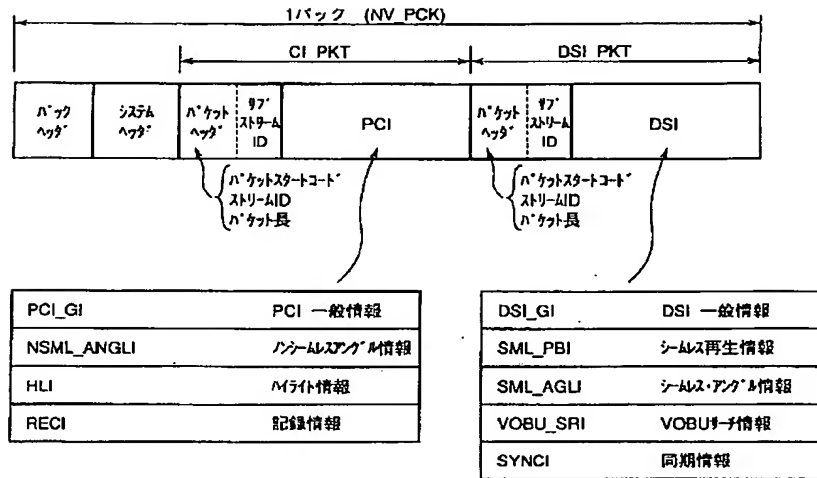 1パック (NV_PCK)
CI PKT
DSI PKT
パック
ヘッダ
システム
ヘッダ
パケット
ヘッダ
サブ
ストリーム
ID
PCI
パケット
ヘッダ
サブ
ストリーム
ID
DSI
パケットスタートコード
ストリームID
パケット長
パケットスタートコード
ストリームID
パケット長
PCI_GI PCI 一般情報
NSML_ANGLI ノンシームレスアングル情報
HLI ハイライト情報
RECI 記録情報
DSI_GI DSI 一般情報
SML_PBI シームレス再生情報
SML_AGLI シームレス・アングル情報
VOBU_SRI VOBUサーチ情報
SYNCI 同期情報